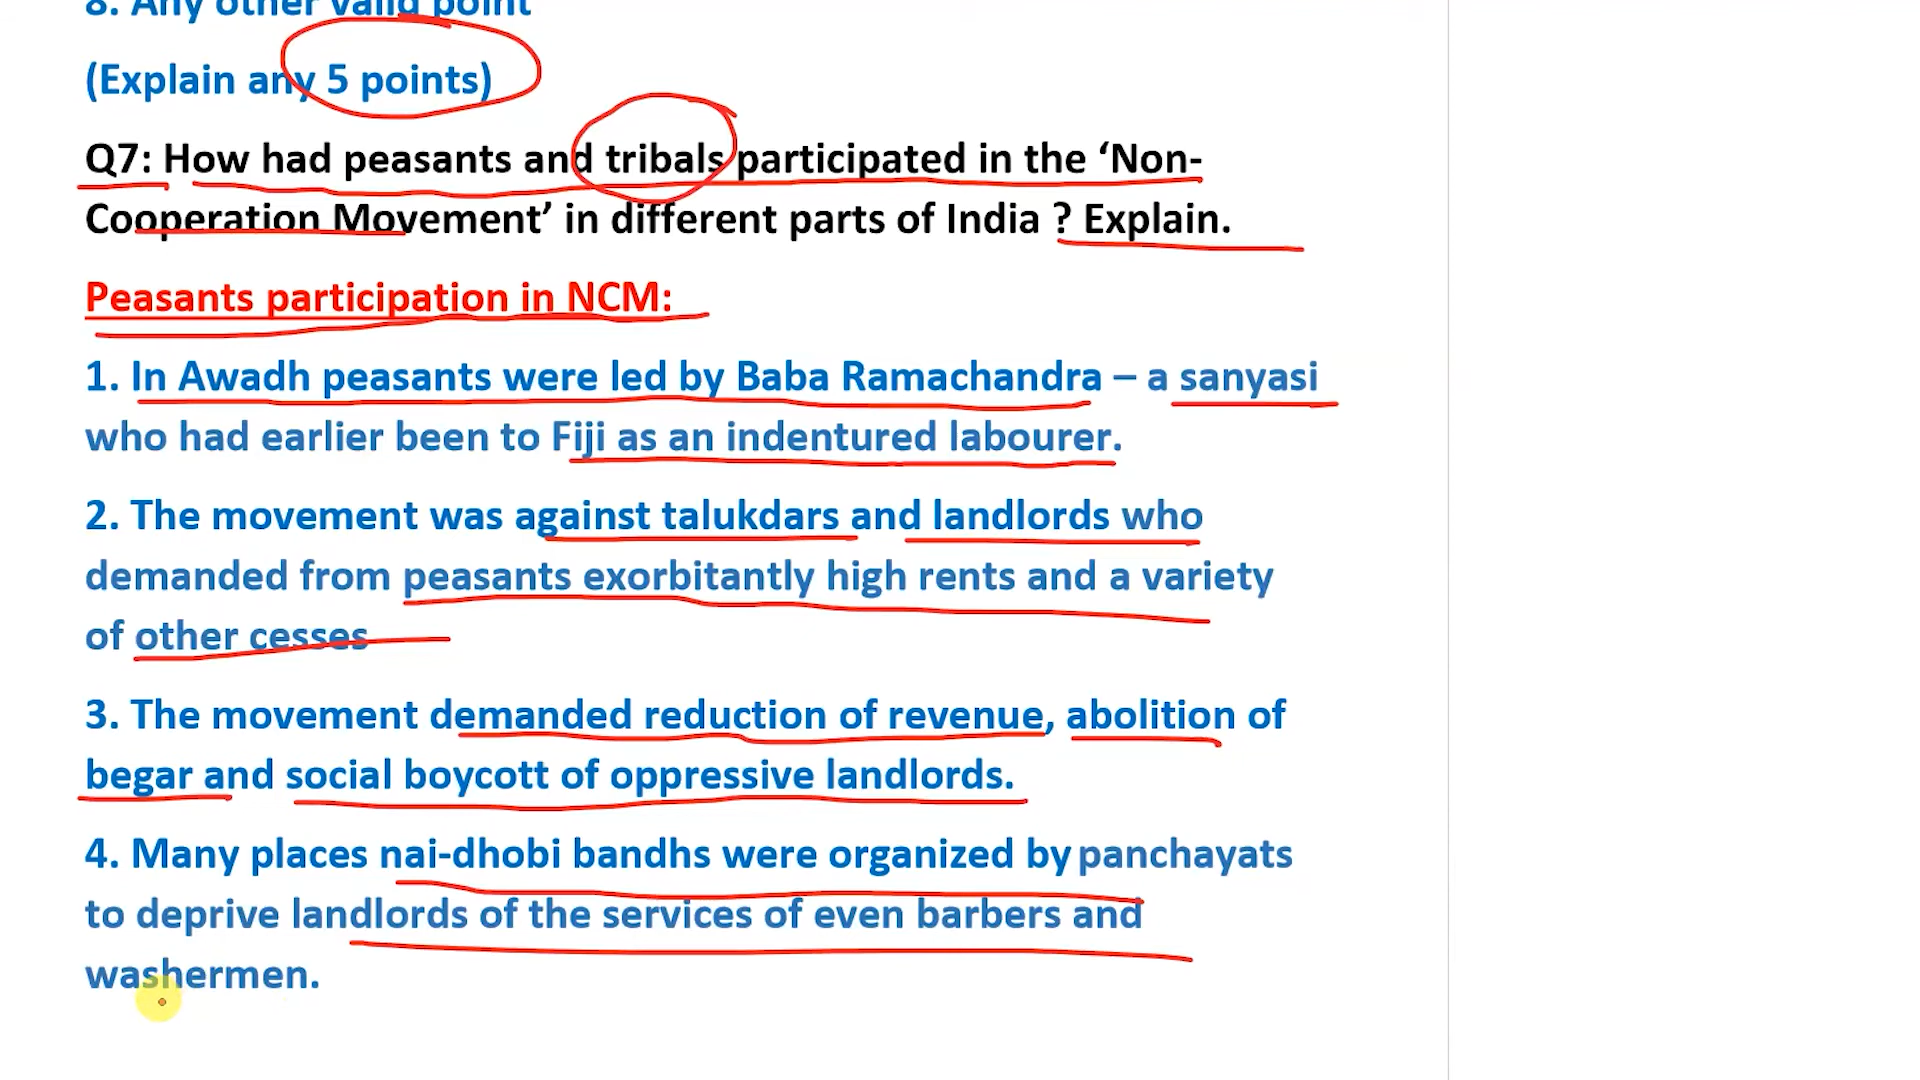 8. Any other valid point
(Explain any 5 points)
Q7: How had peasants and tribals participated in the ‘Non-
Cooperation Movement’ in different parts of India ? Explain.
Peasants participation in NCM:
1. In Awadh peasants were led by Baba Ramachandra – a sanyasi
who had earlier been to Fiji as an indentured labourer.
2. The movement was against talukdars and landlords who
demanded from peasants exorbitantly high rents and a variety
of other cesses
3. The movement demanded reduction of revenue, abolition of
begar and social boycott of oppressive landlords.
4. Many places nai-dhobi bandhs were organized by panchayats
to deprive landlords of the services of even barbers and
washermen.